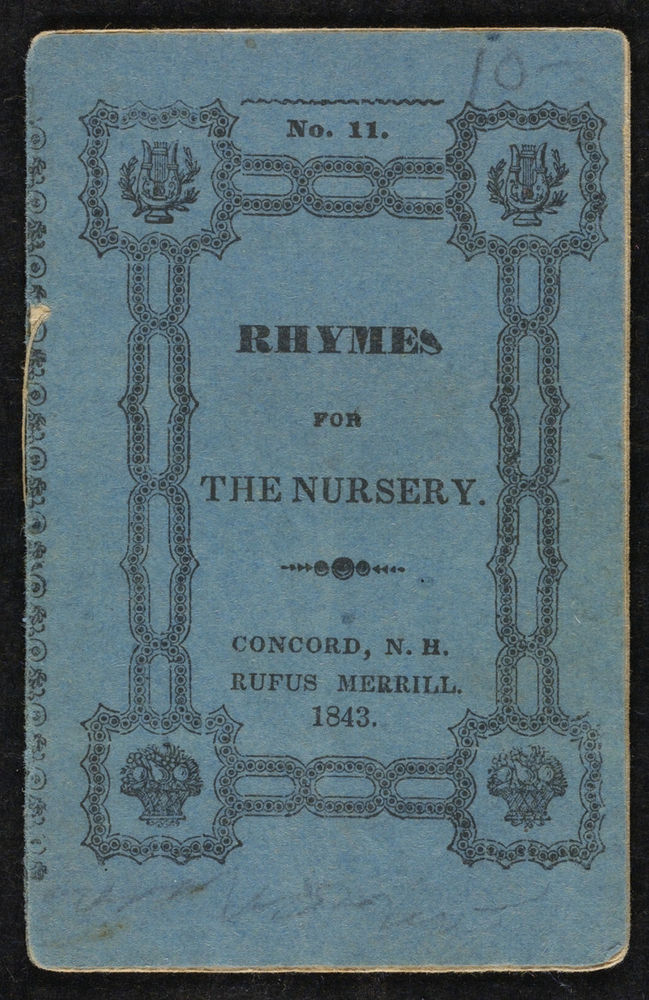 10
No. 11.
RHYMES
FOR
THE NURSERY.
CONCORD, N. H.
RUFUS MERRILL.
1843.